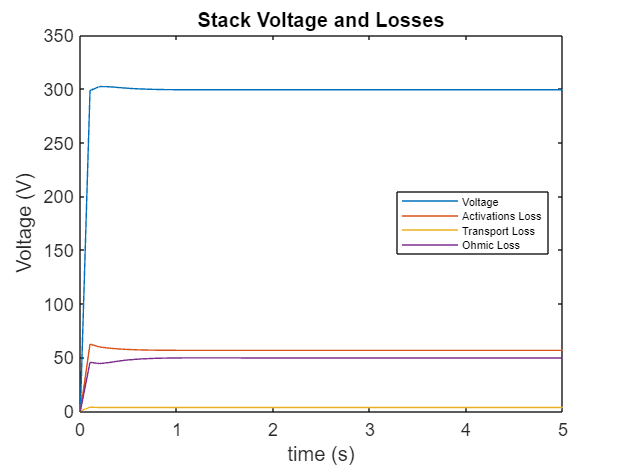 Stack Voltage and Losses
350
300
250
200
150
100
50
0
Voltage (V)
Voltage
Activations Loss
Transport Loss
Ohmic Loss
0 1 2 3 4 5
time (s)